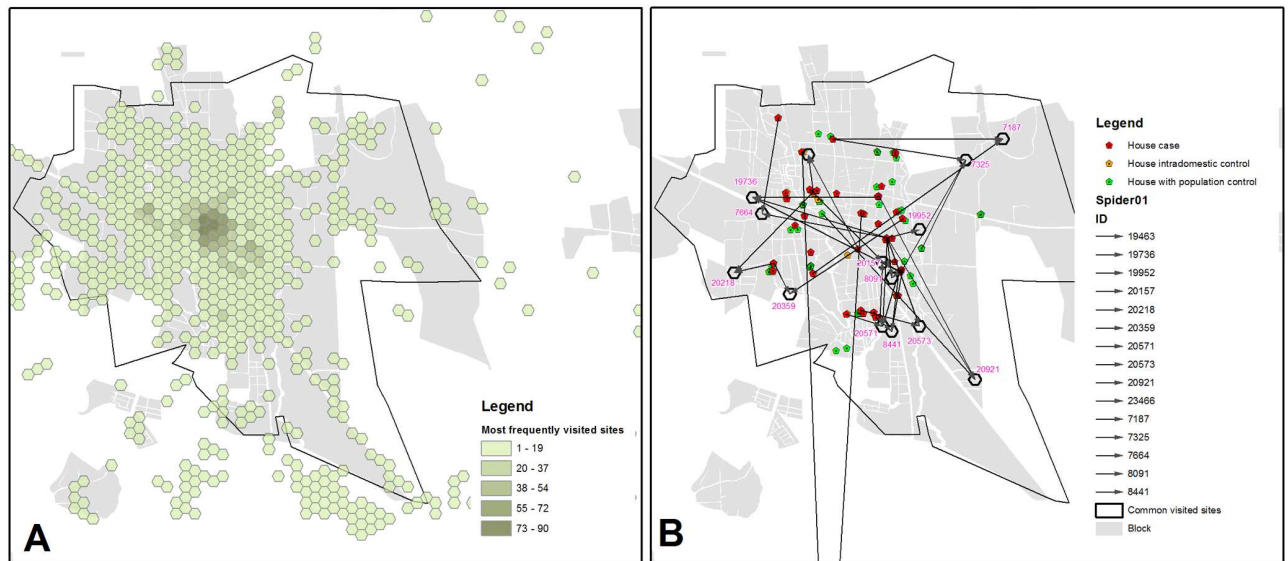 Legend
Most frequently visited sites
1 - 19
20 - 37
38 - 54
55 - 72
73 - 90
A
7187
7325
19736
7664
19952
20157
8091
20218
20359
20571
8441
20573
20921
Legend
House case
House intradomestic control
House with population control
Spider01
ID
19463
19736
19952
20157
20218
20359
20571
20573
20921
23466
7187
7325
7664
8091
8441
Common visited sites
Block
B